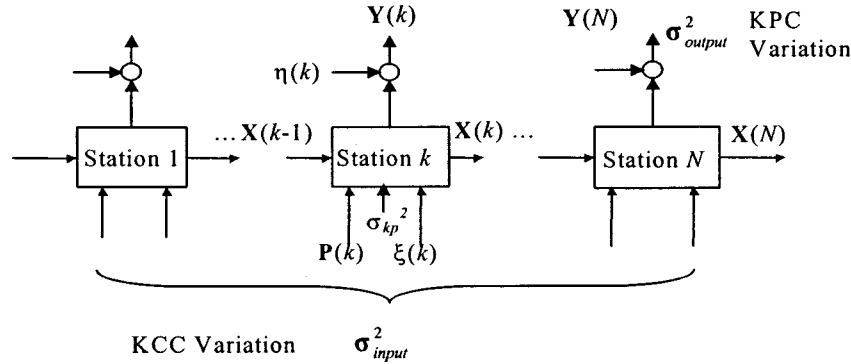 Y(k)
Y(N)
σ²output
KPC
Variation
η(k)
Station 1
... X(k-1)
Station k
X(k) ...
Station N
X(N)
σkp²
P(k)
ξ(k)
KCC Variation σ²input